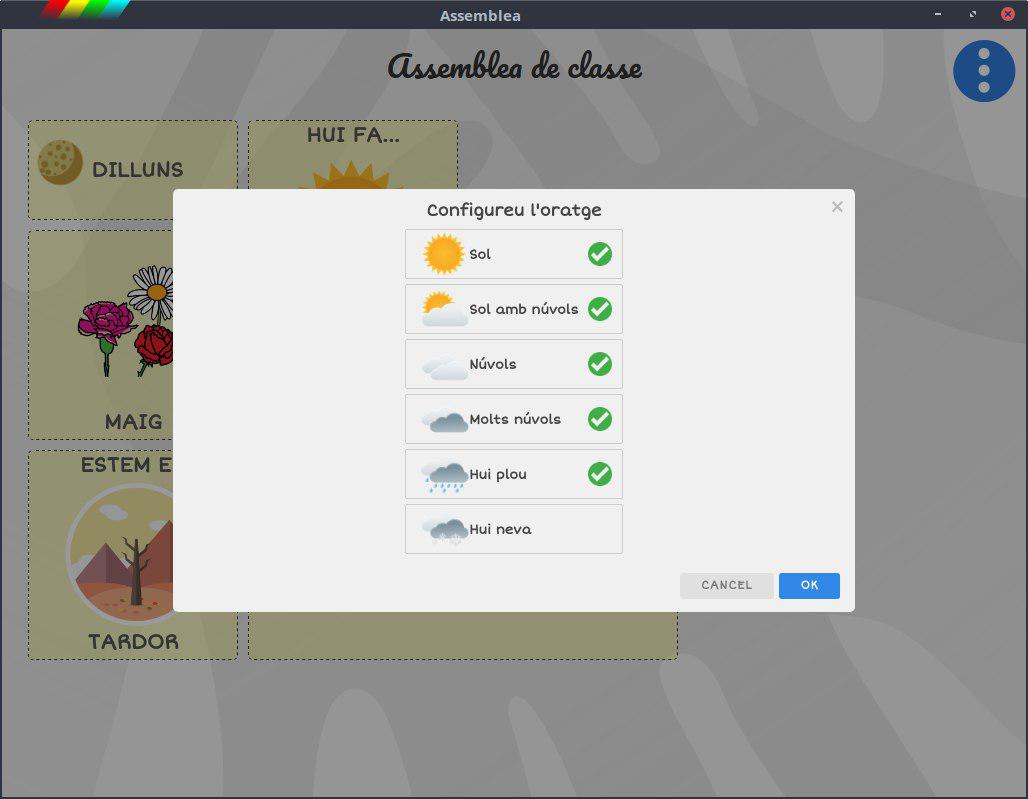 Assemblea
Assemblea de classe
HUI FA...
DILLUNS
MAIG
ESTEM E
TARDOR
Configureu l'oratge
Sol
Sol amb núvols
Núvols
Molts núvols
Hui plou
Hui neva
CANCEL
OK